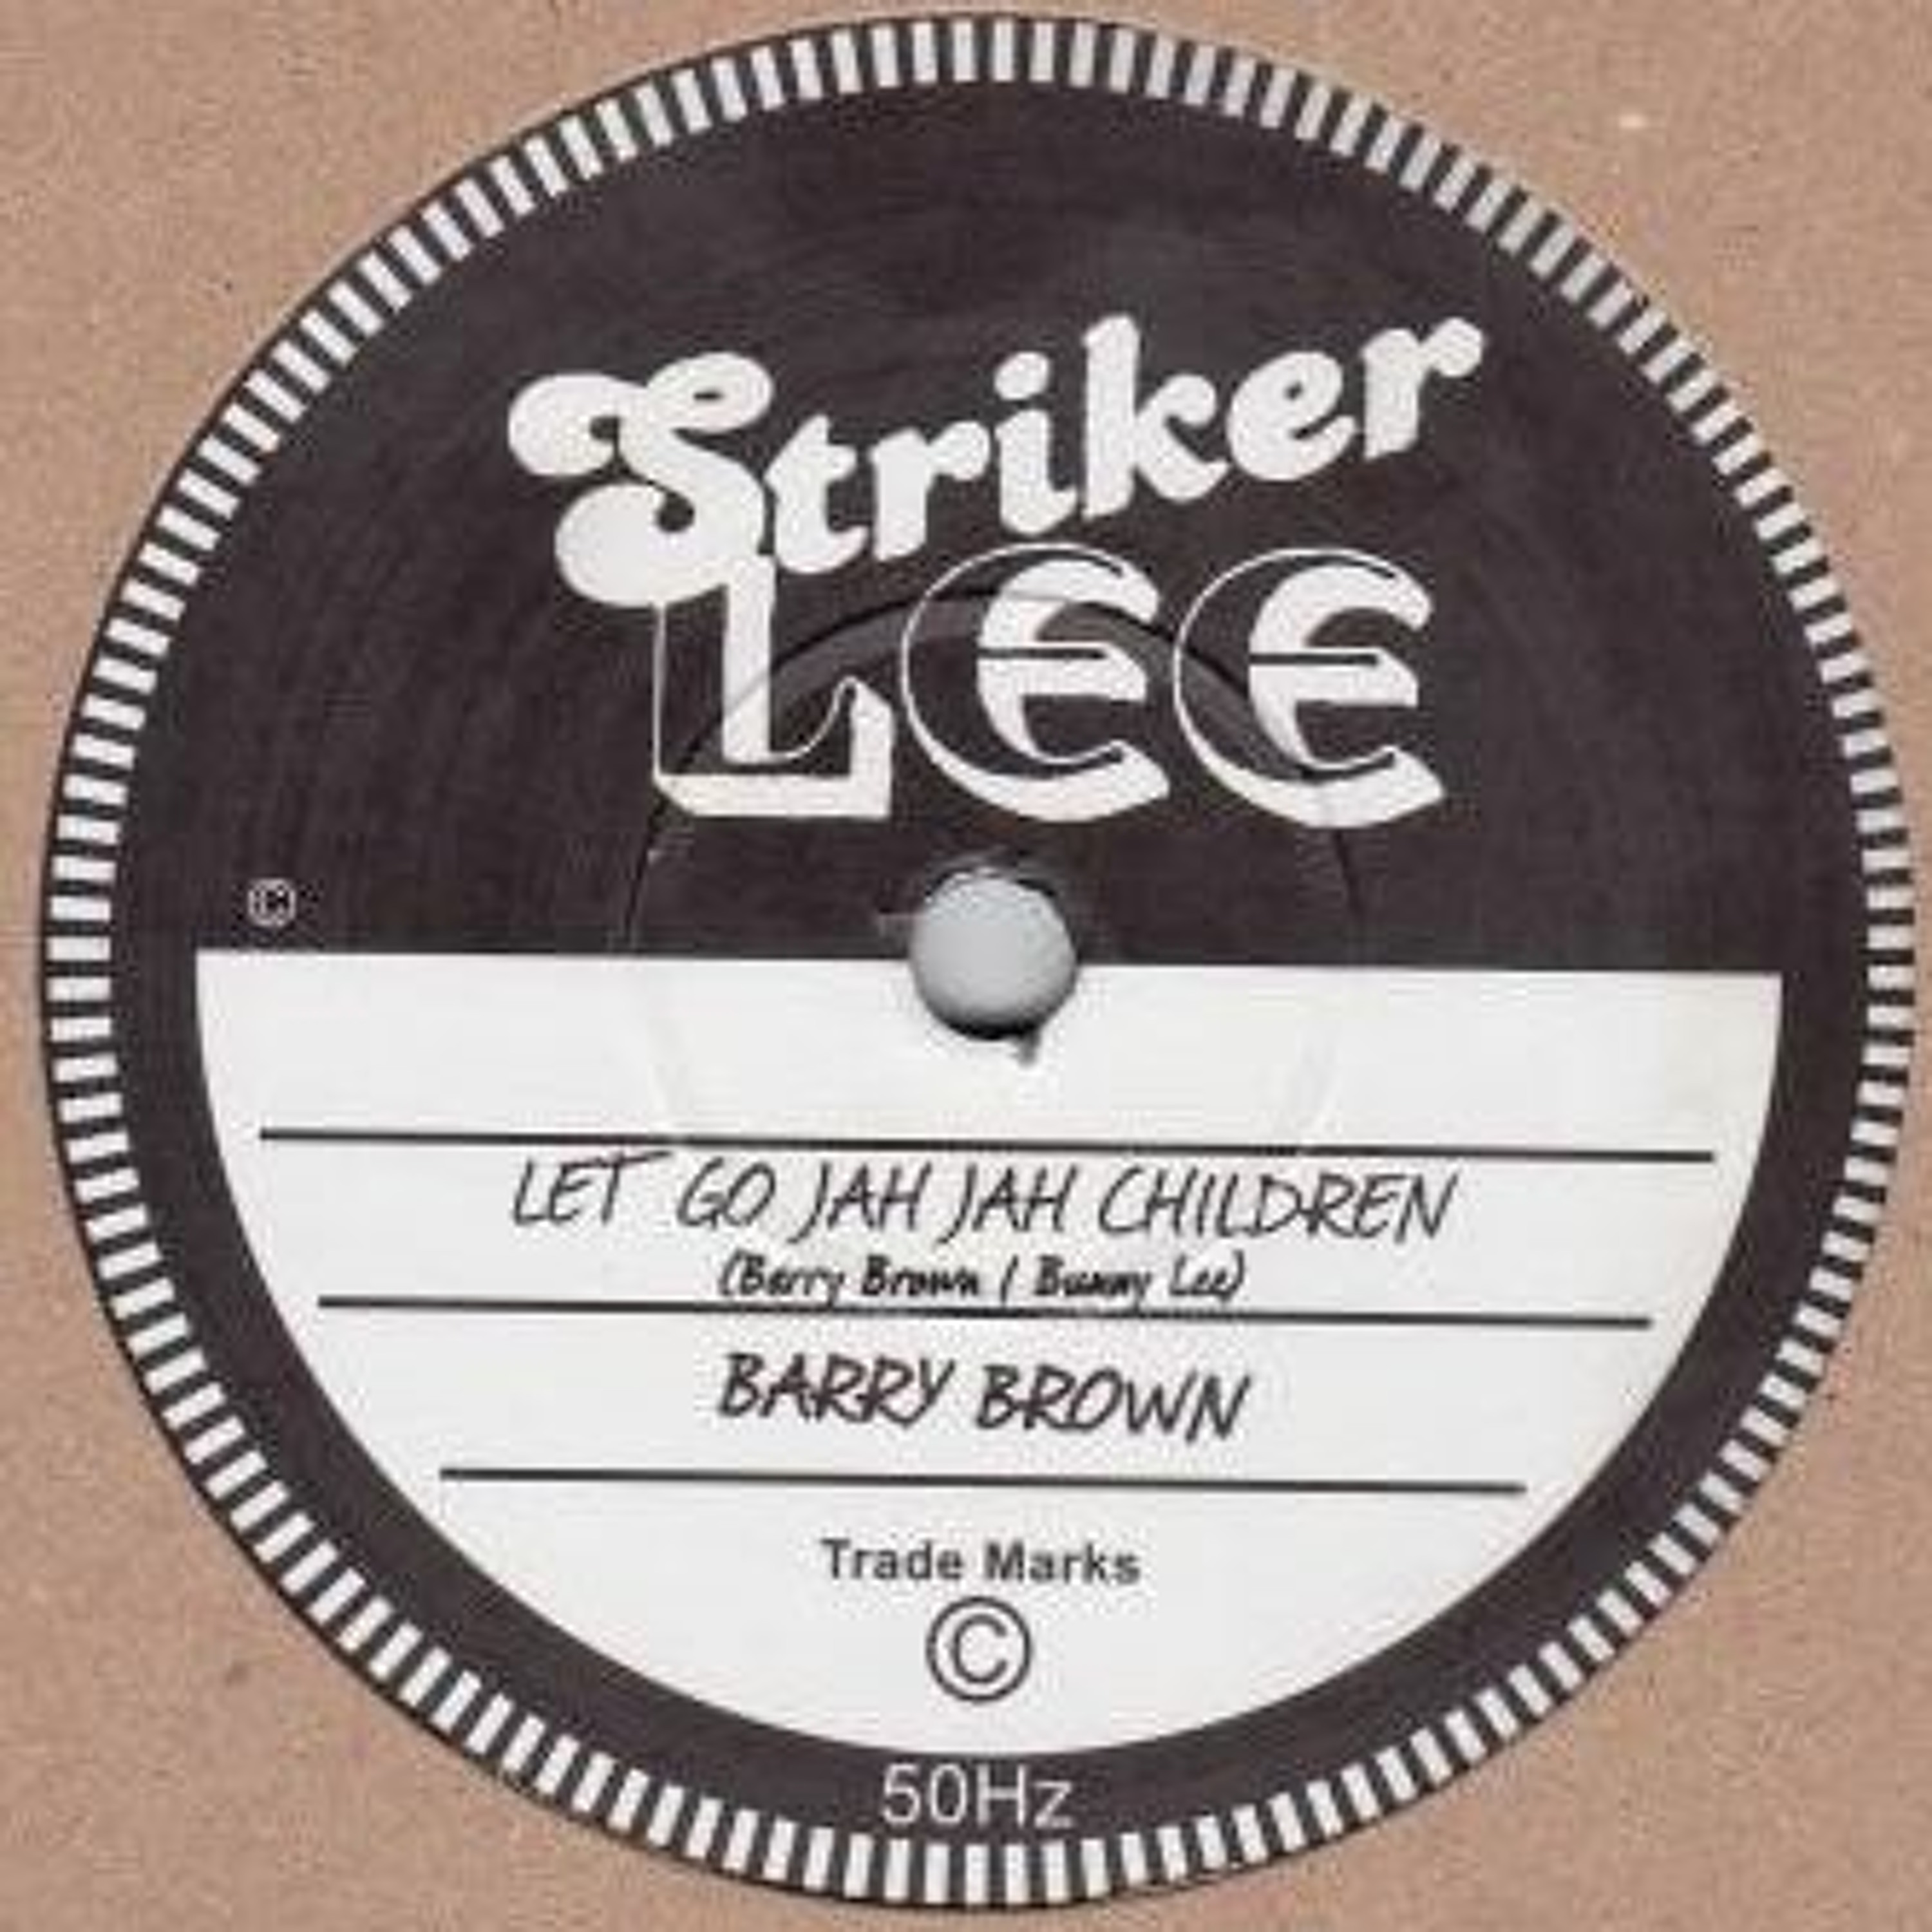 Striker
LEE
©
LET GO JAH JAH CHILDREN
(Barry Brown / Bunny Lee)
BARRY BROWN
Trade Marks
©
50Hz